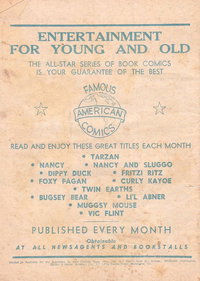 ENTERTAINMENT
FOR YOUNG AND OLD
THE ALL-STAR SERIES OF BOOK COMICS
IS YOUR GUARANTEE OF THE BEST
FAMOUS
AMERICAN
COMICS
READ AND ENJOY THESE GREAT TITLES EACH MONTH
• TARZAN
• NANCY • NANCY AND SLUGGO
• DIPPY DUCK • FRITZI RITZ
• FOXY FAGAN • CURLY KAYOE
• TWIN EARTHS
• BUGSEY BEAR • LI'L ABNER
• MUGGSY MOUSE
• VIC FLINT
PUBLISHED EVERY MONTH
Obtainable
AT ALL NEWSAGENTS AND BOOKSTALLS